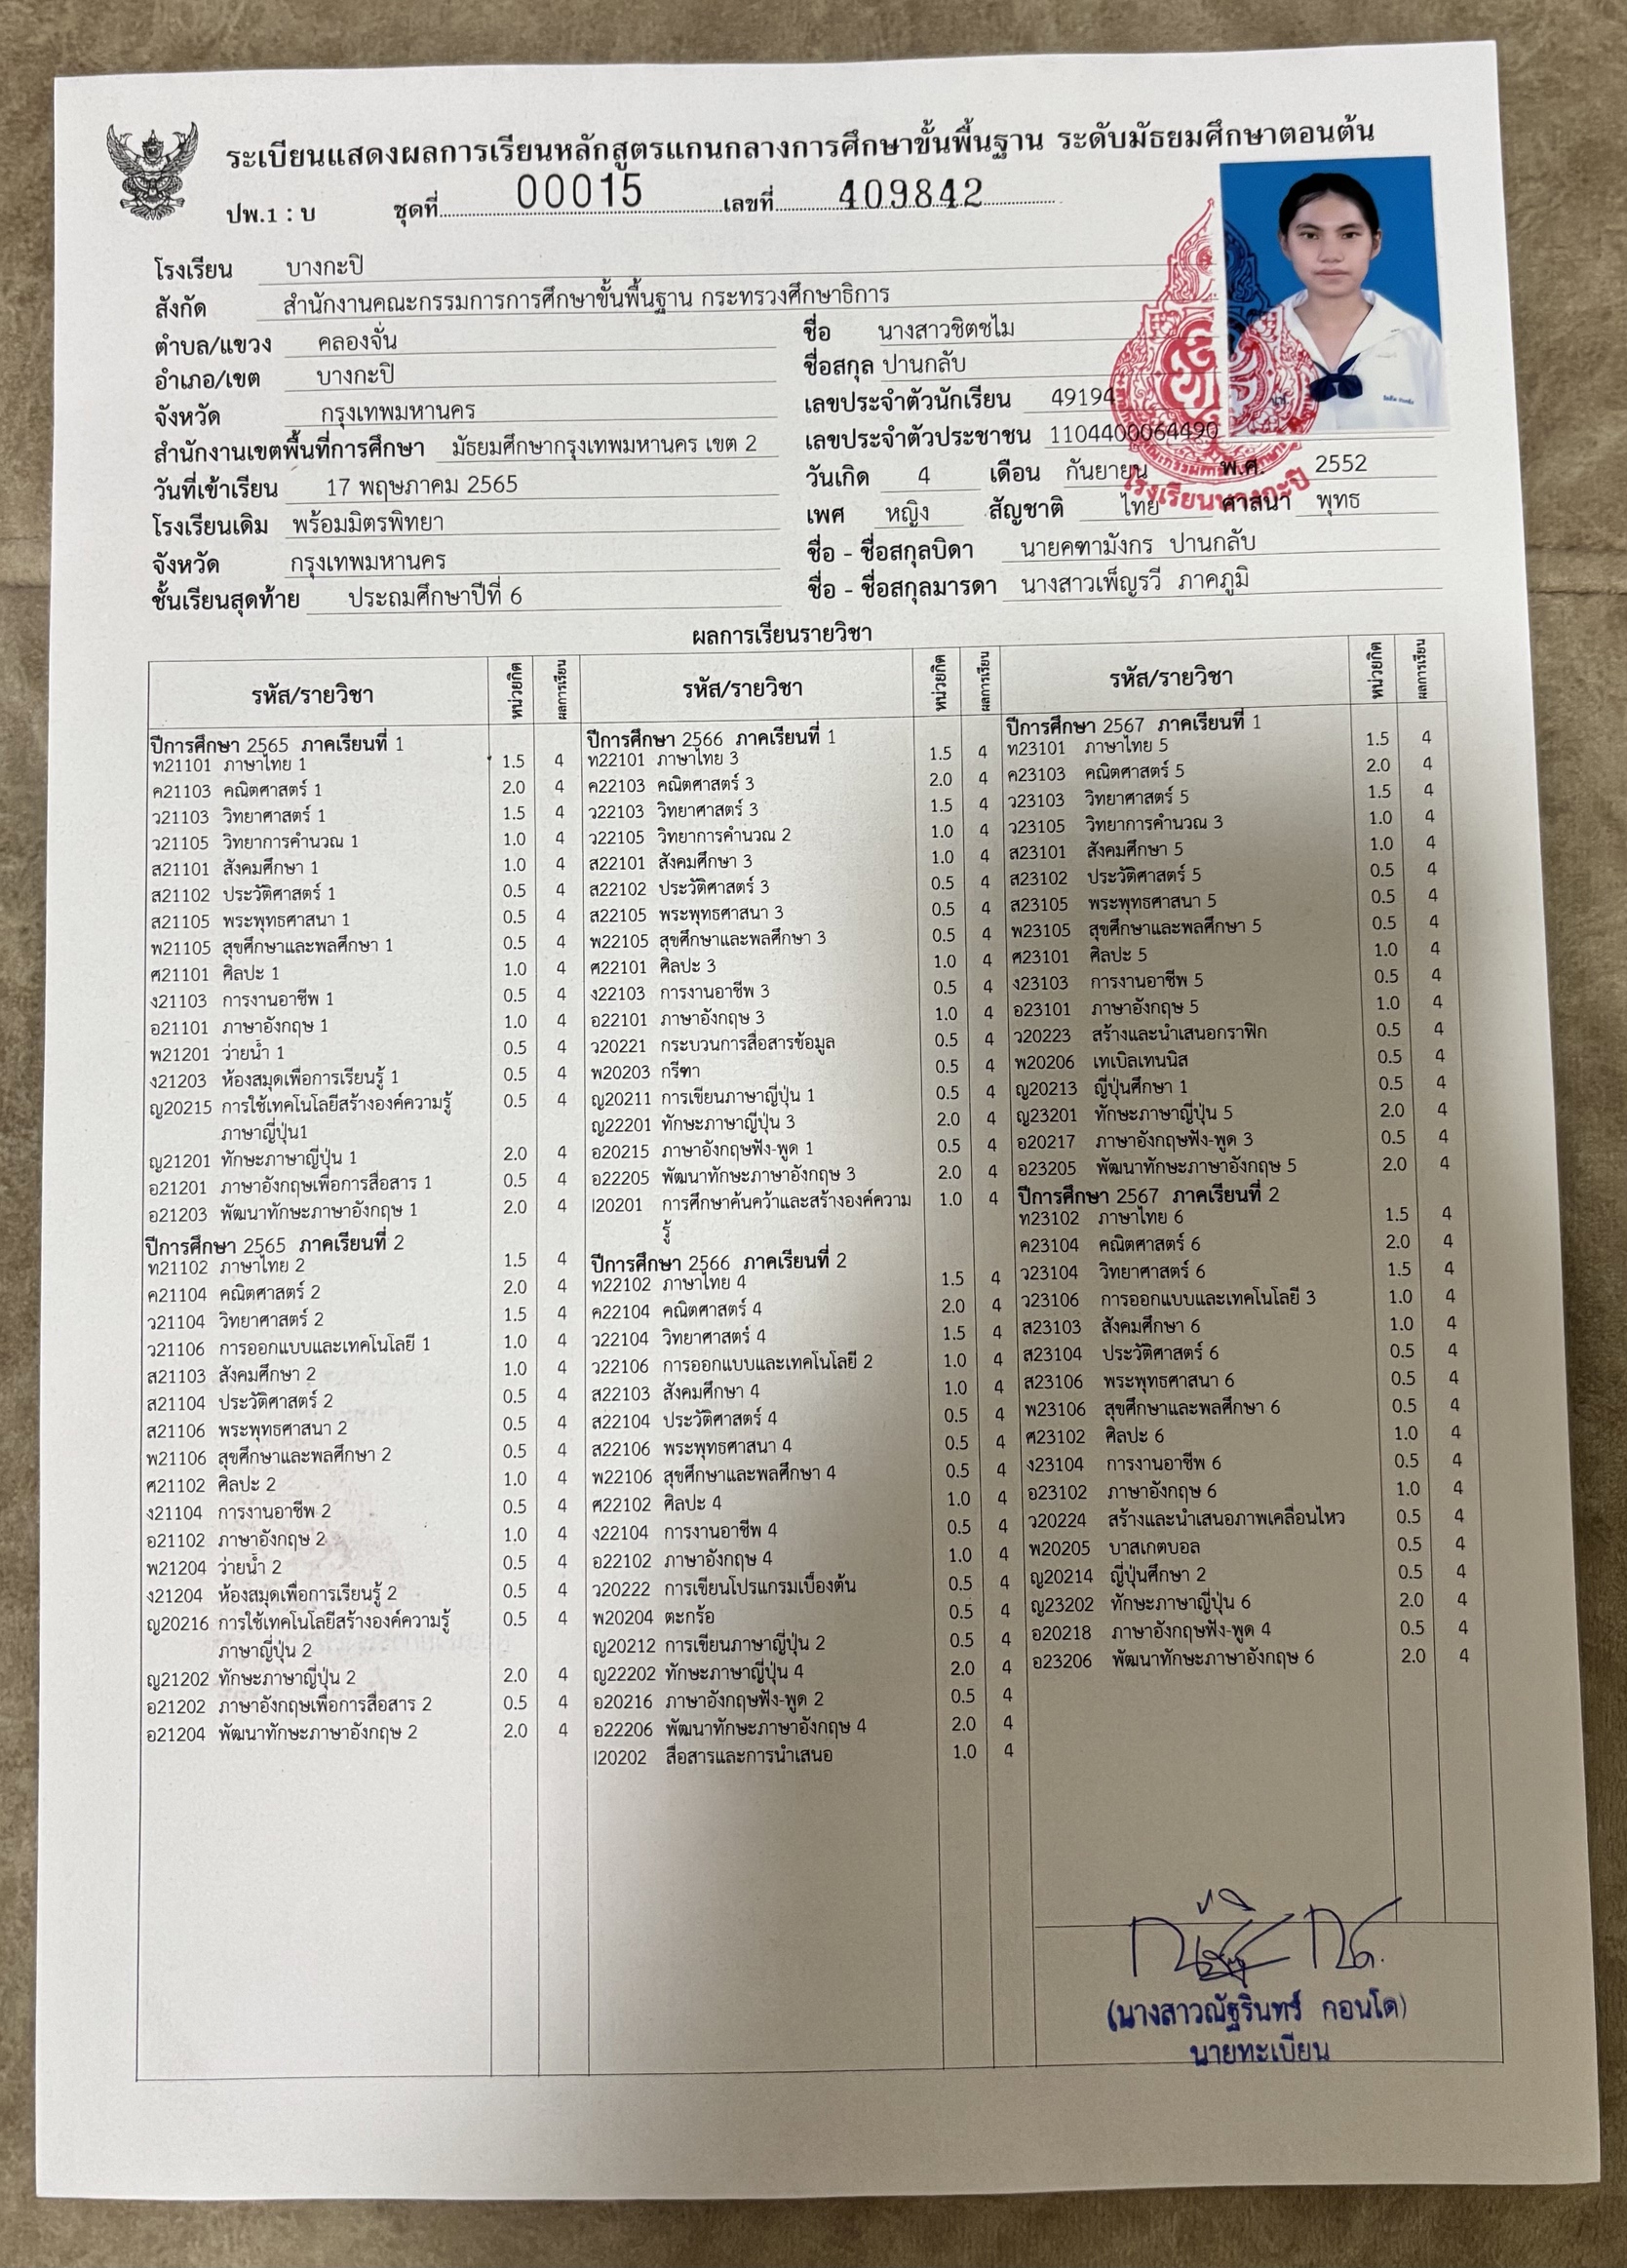 ระเบียนแสดงผลการเรียนหลักสูตรแกนกลางการศึกษาขั้นพื้นฐาน ระดับมัธยมศึกษาตอนต้น
ปพ.1 : บ ชุดที่ 00015 เลขที่ 409842
โรงเรียน บางกะปิ
สังกัด สำนักงานคณะกรรมการการศึกษาขั้นพื้นฐาน กระทรวงศึกษาธิการ
ตำบล/แขวง คลองจั่น
อำเภอ/เขต บางกะปิ
จังหวัด กรุงเทพมหานคร
สำนักงานเขตพื้นที่การศึกษา มัธยมศึกษากรุงเทพมหานคร เขต 2
วันที่เข้าเรียน 17 พฤษภาคม 2565
โรงเรียนเดิม พร้อมมิตรพิทยา
จังหวัด กรุงเทพมหานคร
ชั้นเรียนสุดท้าย ประถมศึกษาปีที่ 6
ชื่อ นางสาวชิตชไม
ชื่อสกุล ปานกลับ
เลขประจำตัวนักเรียน 49194
เลขประจำตัวประชาชน 1104400064490
วันเกิด 4 เดือน กันยายน พ.ศ. 2552
เพศ หญิง สัญชาติ ไทย ศาสนา พุทธ
ชื่อ - ชื่อสกุลบิดา นายคฑามังกร ปานกลับ
ชื่อ - ชื่อสกุลมารดา นางสาวเพ็ญรวี ภาคภูมิ
โรงเรียนบางกะปิ
ผลการเรียนรายวิชา
รหัส/รายวิชา หน่วยกิต ผลการเรียน
ปีการศึกษา 2565 ภาคเรียนที่ 1
ท21101 ภาษาไทย 1 1.5 4
ค21103 คณิตศาสตร์ 1 2.0 4
ว21103 วิทยาศาสตร์ 1 1.5 4
ว21105 วิทยาการคำนวณ 1 1.0 4
ส21101 สังคมศึกษา 1 1.0 4
ส21102 ประวัติศาสตร์ 1 0.5 4
ส21105 พระพุทธศาสนา 1 0.5 4
พ21105 สุขศึกษาและพลศึกษา 1 0.5 4
ศ21101 ศิลปะ 1 1.0 4
ง21103 การงานอาชีพ 1 0.5 4
อ21101 ภาษาอังกฤษ 1 1.0 4
พ21201 ว่ายน้ำ 1 0.5 4
ง21203 ห้องสมุดเพื่อการเรียนรู้ 1 0.5 4
ญ20215 การใช้เทคโนโลยีสร้างองค์ความรู้ 0.5 4
ภาษาญี่ปุ่น1
ญ21201 ทักษะภาษาญี่ปุ่น 1 2.0 4
อ21201 ภาษาอังกฤษเพื่อการสื่อสาร 1 0.5 4
อ21203 พัฒนาทักษะภาษาอังกฤษ 1 2.0 4
ปีการศึกษา 2565 ภาคเรียนที่ 2
ท21102 ภาษาไทย 2 1.5 4
ค21104 คณิตศาสตร์ 2 2.0 4
ว21104 วิทยาศาสตร์ 2 1.5 4
ว21106 การออกแบบและเทคโนโลยี 1 1.0 4
ส21103 สังคมศึกษา 2 1.0 4
ส21104 ประวัติศาสตร์ 2 0.5 4
ส21106 พระพุทธศาสนา 2 0.5 4
พ21106 สุขศึกษาและพลศึกษา 2 0.5 4
ศ21102 ศิลปะ 2 1.0 4
ง21104 การงานอาชีพ 2 0.5 4
อ21102 ภาษาอังกฤษ 2 1.0 4
พ21204 ว่ายน้ำ 2 0.5 4
ง21204 ห้องสมุดเพื่อการเรียนรู้ 2 0.5 4
ญ20216 การใช้เทคโนโลยีสร้างองค์ความรู้ 0.5 4
ภาษาญี่ปุ่น 2
ญ21202 ทักษะภาษาญี่ปุ่น 2 2.0 4
อ21202 ภาษาอังกฤษเพื่อการสื่อสาร 2 0.5 4
อ21204 พัฒนาทักษะภาษาอังกฤษ 2 2.0 4
รหัส/รายวิชา หน่วยกิต ผลการเรียน
ปีการศึกษา 2566 ภาคเรียนที่ 1
ท22101 ภาษาไทย 3 1.5 4
ค22103 คณิตศาสตร์ 3 2.0 4
ว22103 วิทยาศาสตร์ 3 1.5 4
ว22105 วิทยาการคำนวณ 2 1.0 4
ส22101 สังคมศึกษา 3 1.0 4
ส22102 ประวัติศาสตร์ 3 0.5 4
ส22105 พระพุทธศาสนา 3 0.5 4
พ22105 สุขศึกษาและพลศึกษา 3 0.5 4
ศ22101 ศิลปะ 3 1.0 4
ง22103 การงานอาชีพ 3 0.5 4
อ22101 ภาษาอังกฤษ 3 1.0 4
ว20221 กระบวนการสื่อสารข้อมูล 0.5 4
พ20203 กรีฑา 0.5 4
ญ20211 การเขียนภาษาญี่ปุ่น 1 0.5 4
ญ22201 ทักษะภาษาญี่ปุ่น 3 2.0 4
อ20215 ภาษาอังกฤษฟัง-พูด 1 0.5 4
อ22205 พัฒนาทักษะภาษาอังกฤษ 3 2.0 4
I20201 การศึกษาค้นคว้าและสร้างองค์ความ 1.0 4
รู้
ปีการศึกษา 2566 ภาคเรียนที่ 2
ท22102 ภาษาไทย 4 1.5 4
ค22104 คณิตศาสตร์ 4 2.0 4
ว22104 วิทยาศาสตร์ 4 1.5 4
ว22106 การออกแบบและเทคโนโลยี 2 1.0 4
ส22103 สังคมศึกษา 4 1.0 4
ส22104 ประวัติศาสตร์ 4 0.5 4
ส22106 พระพุทธศาสนา 4 0.5 4
พ22106 สุขศึกษาและพลศึกษา 4 0.5 4
ศ22102 ศิลปะ 4 1.0 4
ง22104 การงานอาชีพ 4 0.5 4
อ22102 ภาษาอังกฤษ 4 1.0 4
ว20222 การเขียนโปรแกรมเบื้องต้น 0.5 4
พ20204 ตะกร้อ 0.5 4
ญ20212 การเขียนภาษาญี่ปุ่น 2 0.5 4
ญ22202 ทักษะภาษาญี่ปุ่น 4 2.0 4
อ20216 ภาษาอังกฤษฟัง-พูด 2 0.5 4
อ22206 พัฒนาทักษะภาษาอังกฤษ 4 2.0 4
I20202 สื่อสารและการนำเสนอ 1.0 4
รหัส/รายวิชา หน่วยกิต ผลการเรียน
ปีการศึกษา 2567 ภาคเรียนที่ 1
ท23101 ภาษาไทย 5 1.5 4
ค23103 คณิตศาสตร์ 5 2.0 4
ว23103 วิทยาศาสตร์ 5 1.5 4
ว23105 วิทยาการคำนวณ 3 1.0 4
ส23101 สังคมศึกษา 5 1.0 4
ส23102 ประวัติศาสตร์ 5 0.5 4
ส23105 พระพุทธศาสนา 5 0.5 4
พ23105 สุขศึกษาและพลศึกษา 5 0.5 4
ศ23101 ศิลปะ 5 1.0 4
ง23103 การงานอาชีพ 5 0.5 4
อ23101 ภาษาอังกฤษ 5 1.0 4
ว20223 สร้างและนำเสนอกราฟิก 0.5 4
พ20206 เทเบิลเทนนิส 0.5 4
ญ20213 ญี่ปุ่นศึกษา 1 0.5 4
ญ23201 ทักษะภาษาญี่ปุ่น 5 2.0 4
อ20217 ภาษาอังกฤษฟัง-พูด 3 0.5 4
อ23205 พัฒนาทักษะภาษาอังกฤษ 5 2.0 4
ปีการศึกษา 2567 ภาคเรียนที่ 2
ท23102 ภาษาไทย 6 1.5 4
ค23104 คณิตศาสตร์ 6 2.0 4
ว23104 วิทยาศาสตร์ 6 1.5 4
ว23106 การออกแบบและเทคโนโลยี 3 1.0 4
ส23103 สังคมศึกษา 6 1.0 4
ส23104 ประวัติศาสตร์ 6 0.5 4
ส23106 พระพุทธศาสนา 6 0.5 4
พ23106 สุขศึกษาและพลศึกษา 6 0.5 4
ศ23102 ศิลปะ 6 1.0 4
ง23104 การงานอาชีพ 6 0.5 4
อ23102 ภาษาอังกฤษ 6 1.0 4
ว20224 สร้างและนำเสนอภาพเคลื่อนไหว 0.5 4
พ20205 บาสเกตบอล 0.5 4
ญ20214 ญี่ปุ่นศึกษา 2 0.5 4
ญ23202 ทักษะภาษาญี่ปุ่น 6 2.0 4
อ20218 ภาษาอังกฤษฟัง-พูด 4 0.5 4
อ23206 พัฒนาทักษะภาษาอังกฤษ 6 2.0 4
(นางสาวณัฐรินทร์ กอนโด)
นายทะเบียน